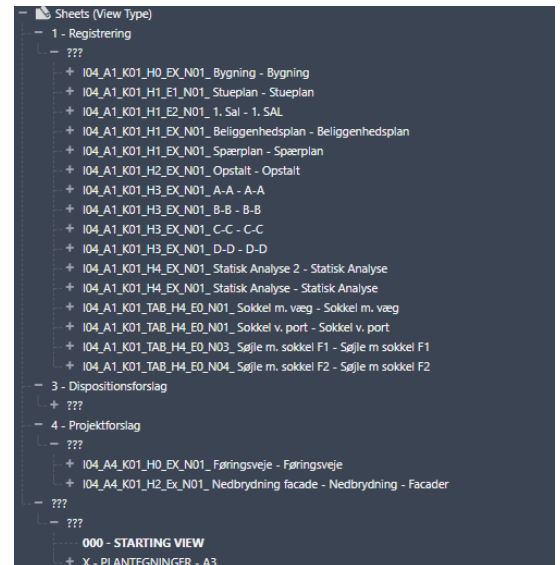 Sheets (View Type)
1 - Registrering
???
I04_A1_K01_H0_EX_N01_ Bygning - Bygning
I04_A1_K01_H1_E1_N01_ Stueplan - Stueplan
I04_A1_K01_H1_E2_N01_ 1. Sal - 1. SAL
I04_A1_K01_H1_EX_N01_ Beliggenhedsplan - Beliggenhedsplan
I04_A1_K01_H1_EX_N01_ Spærplan - Spærplan
I04_A1_K01_H2_EX_N01_ Opstalt - Opstalt
I04_A1_K01_H3_EX_N01_ A-A - A-A
I04_A1_K01_H3_EX_N01_ B-B - B-B
I04_A1_K01_H3_EX_N01_ C-C - C-C
I04_A1_K01_H3_EX_N01_ D-D - D-D
I04_A1_K01_H4_EX_N01_ Statisk Analyse 2 - Statisk Analyse
I04_A1_K01_H4_EX_N01_ Statisk Analyse - Statisk Analyse
I04_A1_K01_TAB_H4_E0_N01_ Sokkel m. væg - Sokkel m. væg
I04_A1_K01_TAB_H4_E0_N01_ Sokkel v. port - Sokkel v. port
I04_A1_K01_TAB_H4_E0_N03_ Søjle m. sokkel F1 - Søjle m sokkel F1
I04_A1_K01_TAB_H4_E0_N04_ Søjle m. sokkel F2 - Søjle m sokkel F2
3 - Dispositionsforslag
???
4 - Projektforslag
???
I04_A4_K01_H0_EX_N01_ Føringsveje - Føringsveje
I04_A4_K01_H2_Ex_N01_ Nedbrydning facade - Nedbrydning - Facader
???
???
000 - STARTING VIEW
X - PLANTEGNINGER - A3